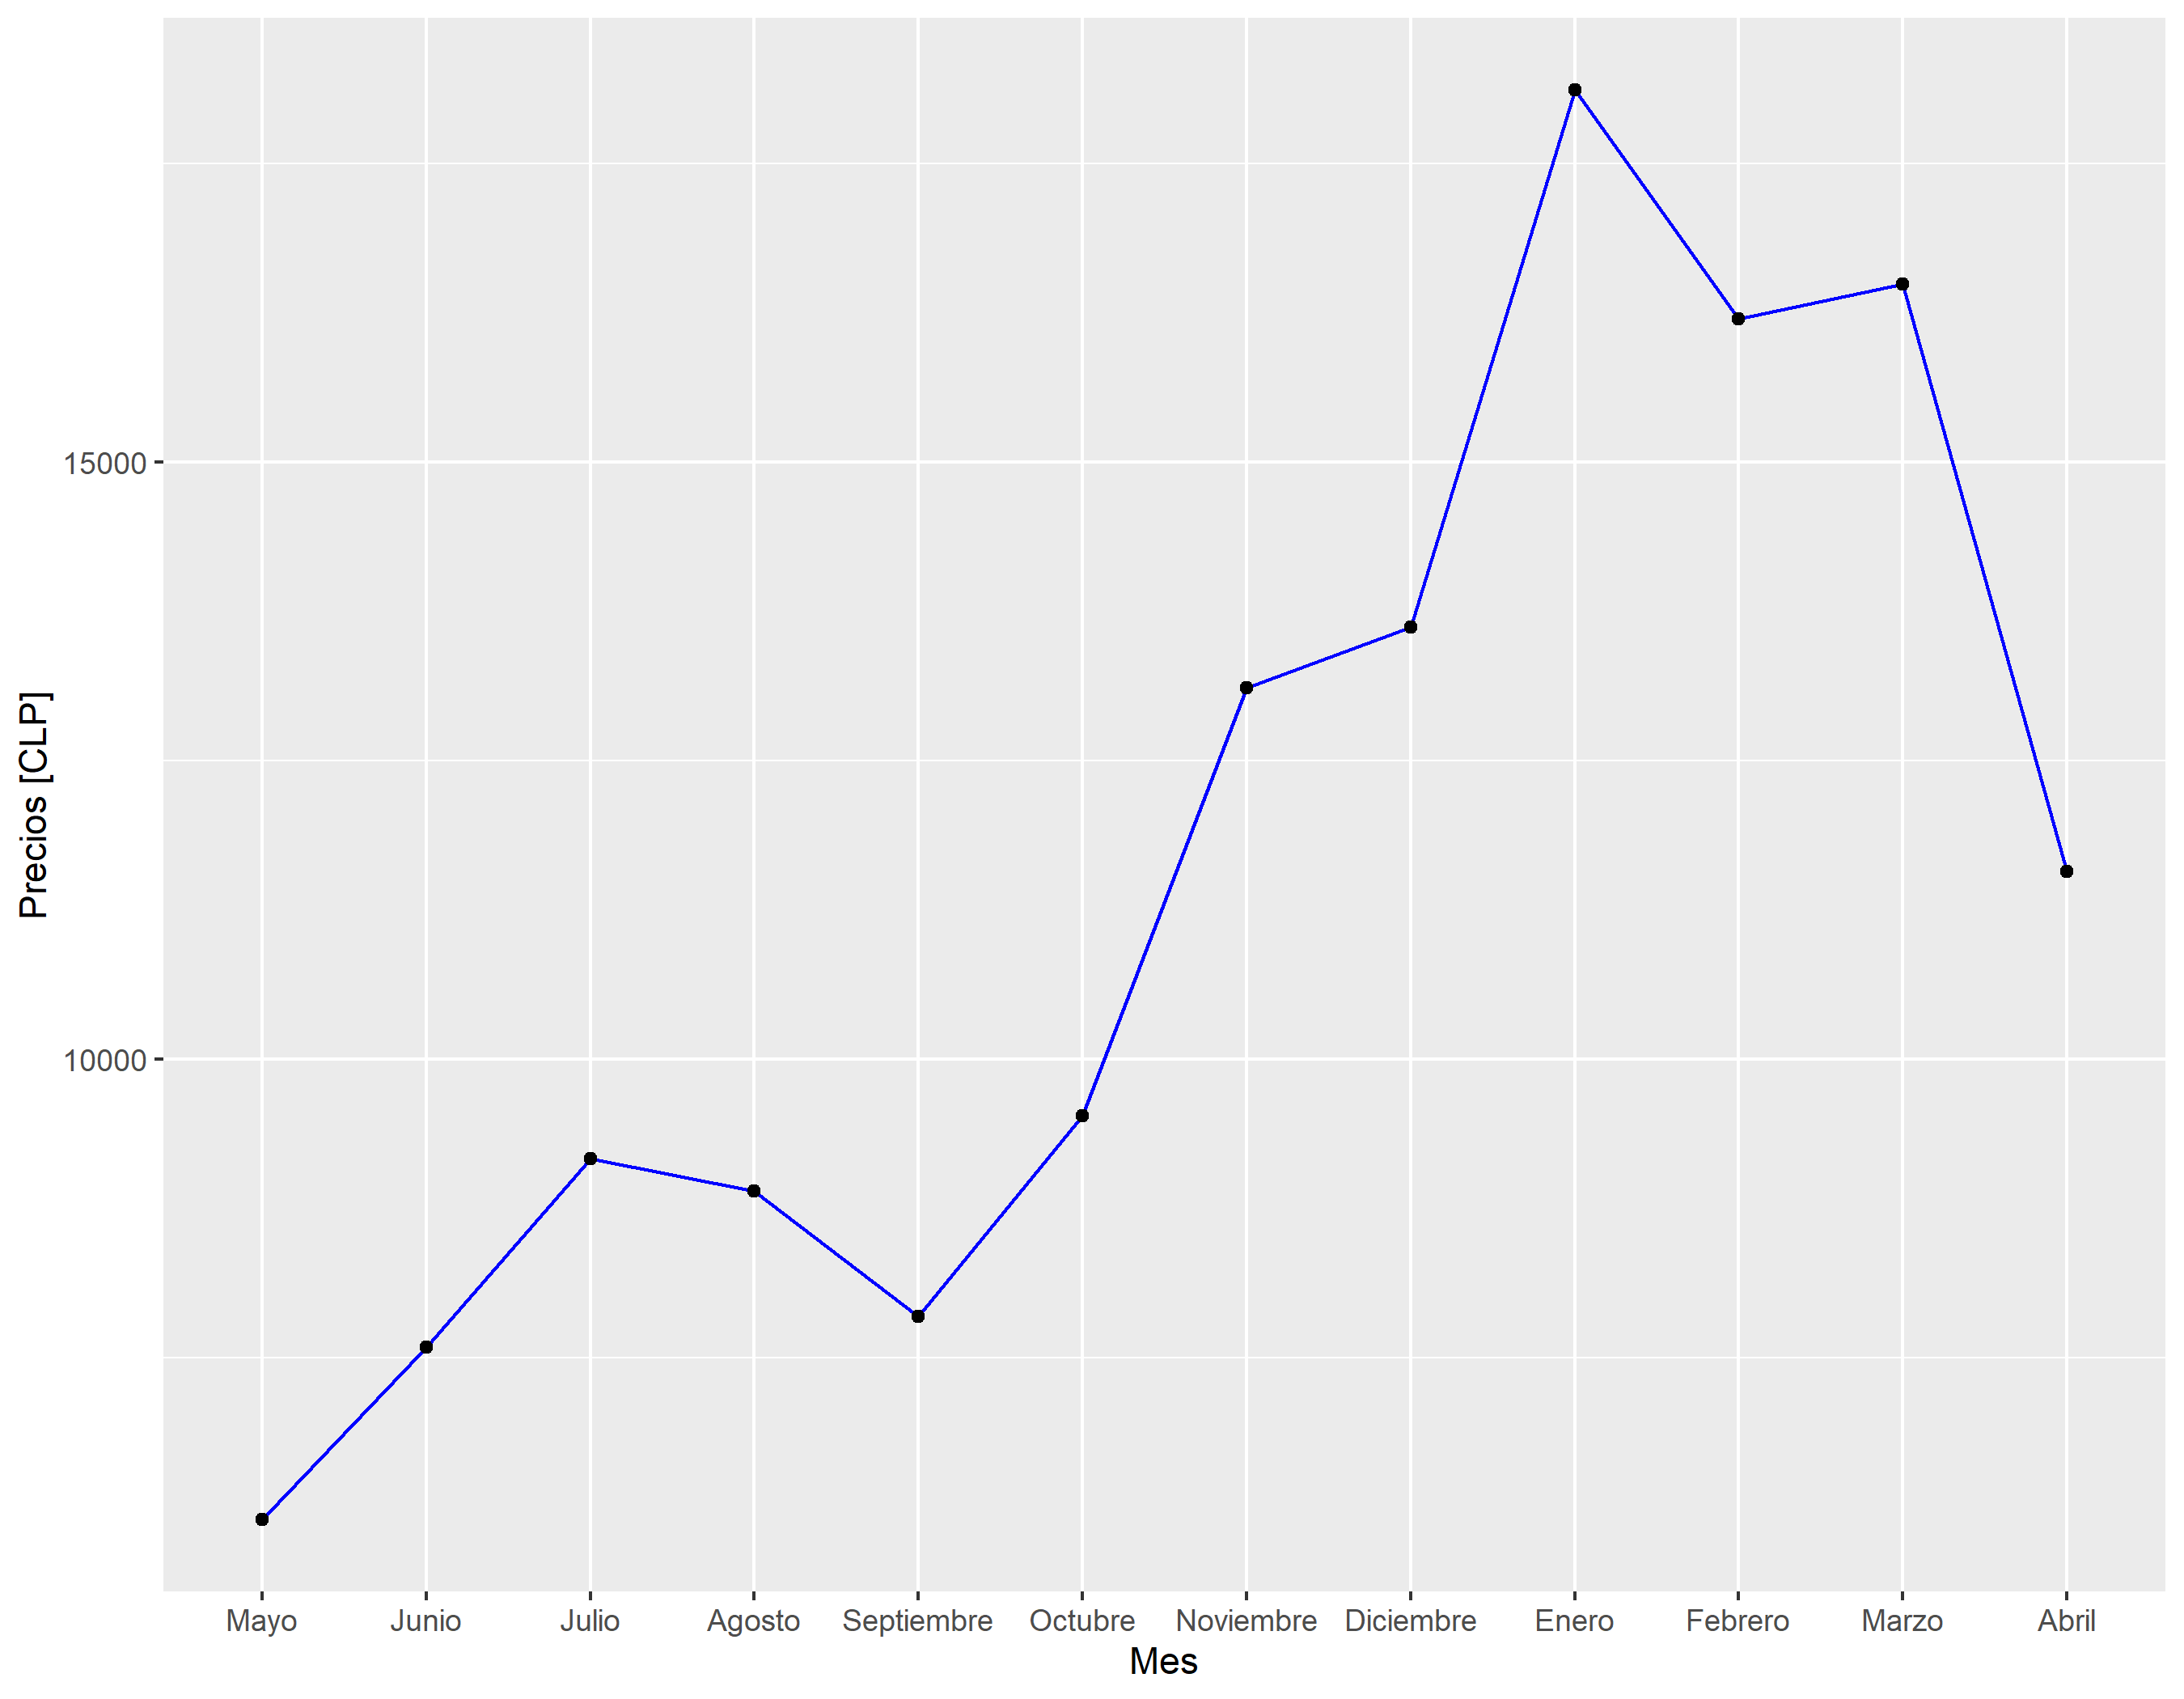 Precios [CLP]
15000
10000
Mayo Junio Julio Agosto Septiembre Octubre Noviembre Diciembre Enero Febrero Marzo Abril
Mes